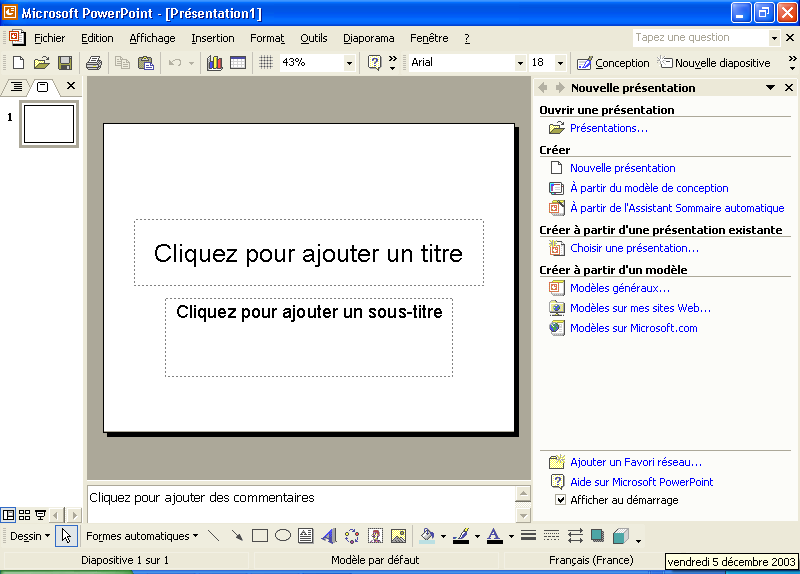 Microsoft PowerPoint - [Présentation1]
Fichier Edition Affichage Insertion Format Outils Diaporama Fenêtre ? Tapez une question
43% Arial 18 Conception Nouvelle diapositive
Nouvelle présentation
1
Ouvrir une présentation
Présentations...
Créer
Nouvelle présentation
À partir du modèle de conception
À partir de l'Assistant Sommaire automatique
Créer à partir d'une présentation existante
Choisir une présentation...
Créer à partir d'un modèle
Modèles généraux...
Modèles sur mes sites Web...
Modèles sur Microsoft.com
Cliquez pour ajouter un titre
Cliquez pour ajouter un sous-titre
Ajouter un Favori réseau...
Aide sur Microsoft PowerPoint
Afficher au démarrage
Cliquez pour ajouter des commentaires
Dessin Formes automatiques
Diapositive 1 sur 1 Modèle par défaut Français (France)
vendredi 5 décembre 2003